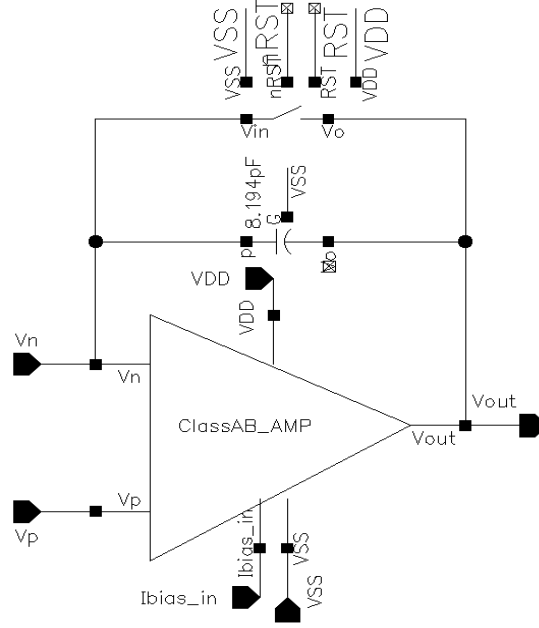 VSS
nRST
RST
VDD
VSS
nRST
RST
VDD
Vin
Vo
8.194pF
G
VSS
p
VDD
VDD
Vn
Vn
ClassAB_AMP
Vout
Vout
Vp
Vp
Ibias_in
VSS
Ibias_in
VSS